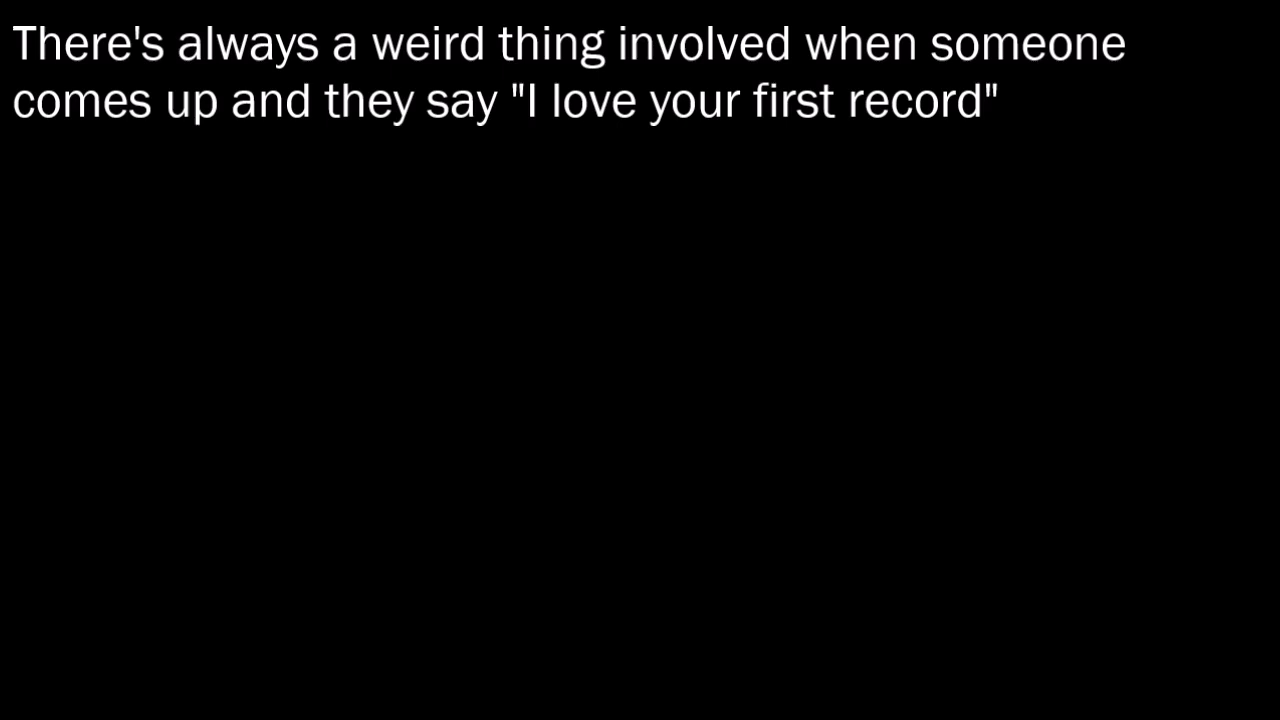 There's always a weird thing involved when someone
comes up and they say "I love your first record"